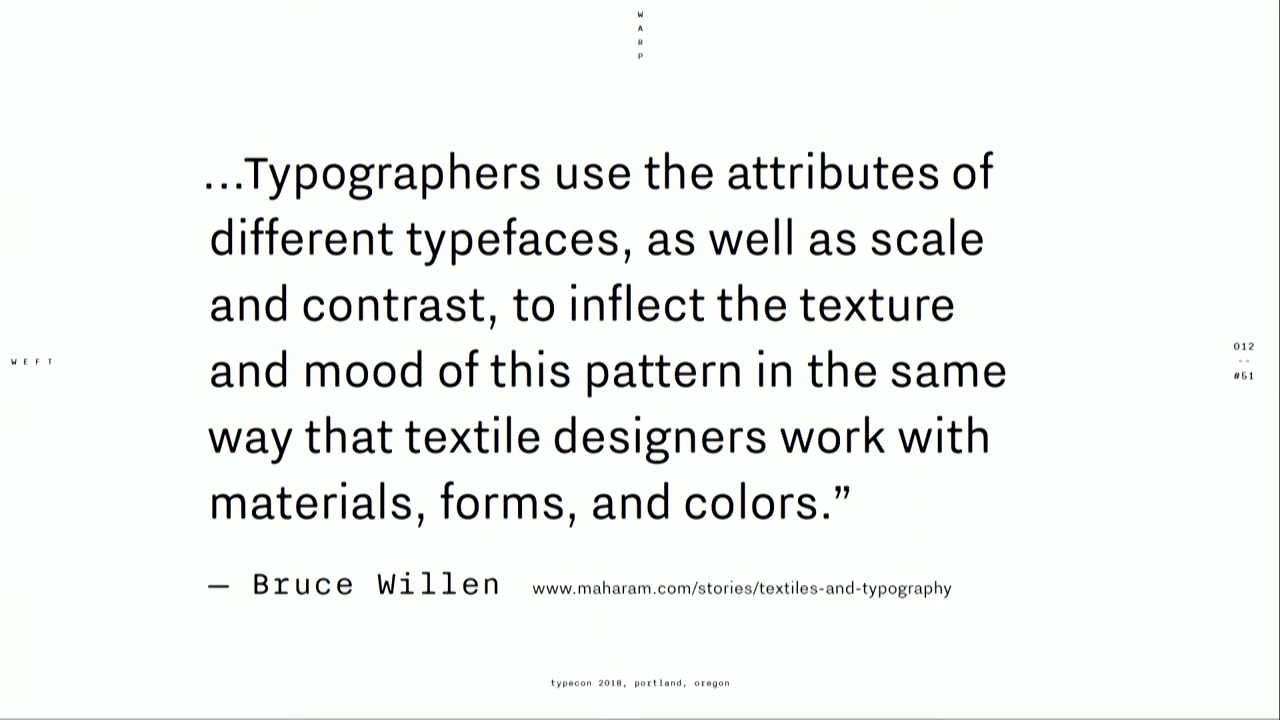 W
A
R
P
…Typographers use the attributes of
different typefaces, as well as scale
and contrast, to inflect the texture
and mood of this pattern in the same
way that textile designers work with
materials, forms, and colors.”
— Bruce Willen www.maharam.com/stories/textiles-and-typography
WEFT
012
--
#51
typecon 2018, portland, oregon